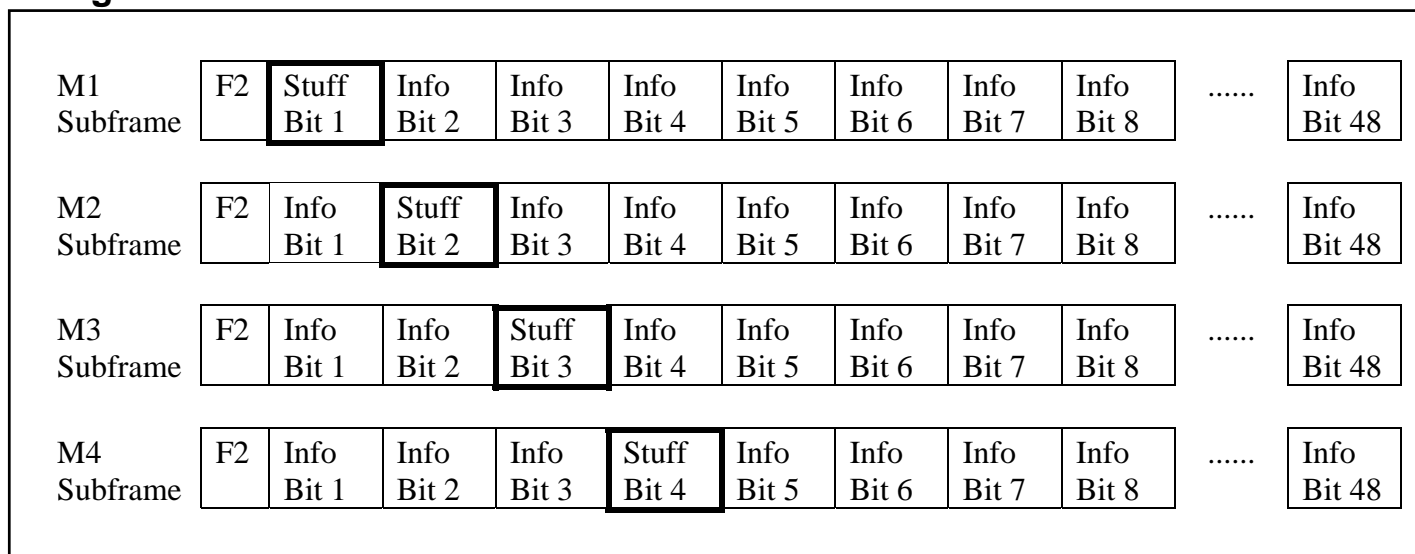 M1 F2 Stuff Info Info Info Info Info Info Info ...... Info
Subframe Bit 1 Bit 2 Bit 3 Bit 4 Bit 5 Bit 6 Bit 7 Bit 8 Bit 48
M2 F2 Info Stuff Info Info Info Info Info Info ...... Info
Subframe Bit 1 Bit 2 Bit 3 Bit 4 Bit 5 Bit 6 Bit 7 Bit 8 Bit 48
M3 F2 Info Info Stuff Info Info Info Info Info ...... Info
Subframe Bit 1 Bit 2 Bit 3 Bit 4 Bit 5 Bit 6 Bit 7 Bit 8 Bit 48
M4 F2 Info Info Info Stuff Info Info Info Info ...... Info
Subframe Bit 1 Bit 2 Bit 3 Bit 4 Bit 5 Bit 6 Bit 7 Bit 8 Bit 48